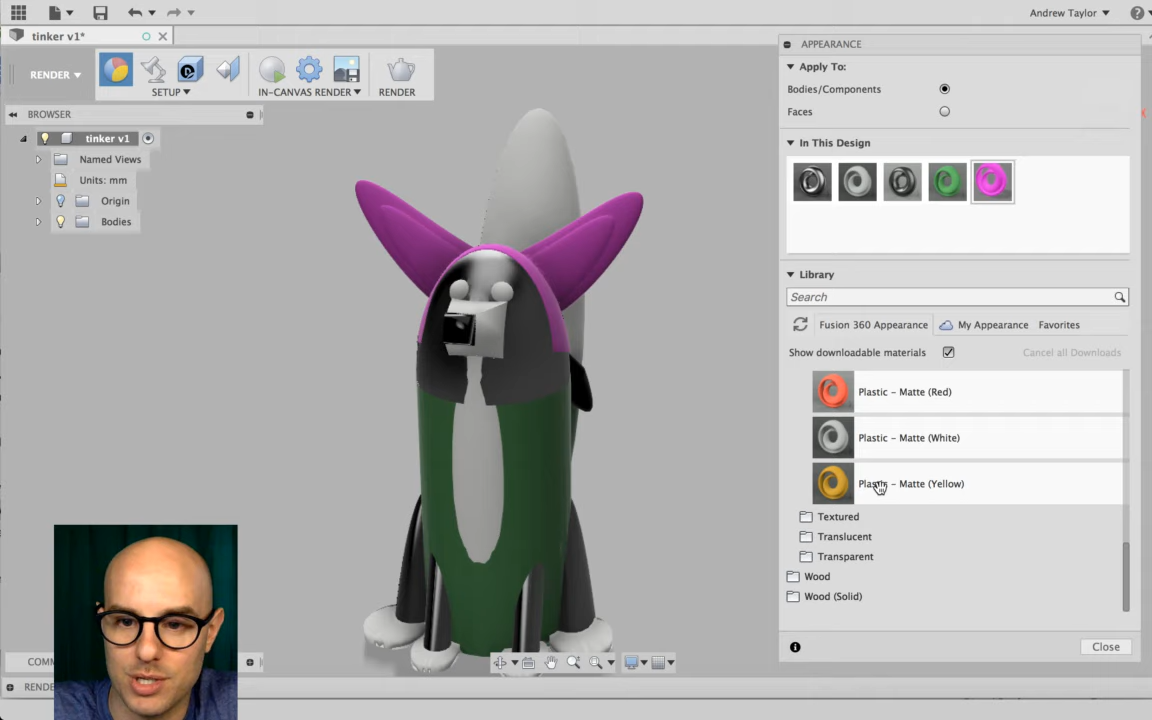 Andrew Taylor
tinker v1*
APPEARANCE
Apply To:
RENDER
Bodies/Components
SETUP
IN-CANVAS RENDER
RENDER
Faces
BROWSER
tinker v1
In This Design
Named Views
Units: mm
Origin
Bodies
Library
Search
Fusion 360 Appearance
My Appearance
Favorites
Show downloadable materials
Cancel all Downloads
Plastic - Matte (Red)
Plastic - Matte (White)
Plastic - Matte (Yellow)
Textured
Translucent
Transparent
Wood
Wood (Solid)
Close
COMM
RENDE